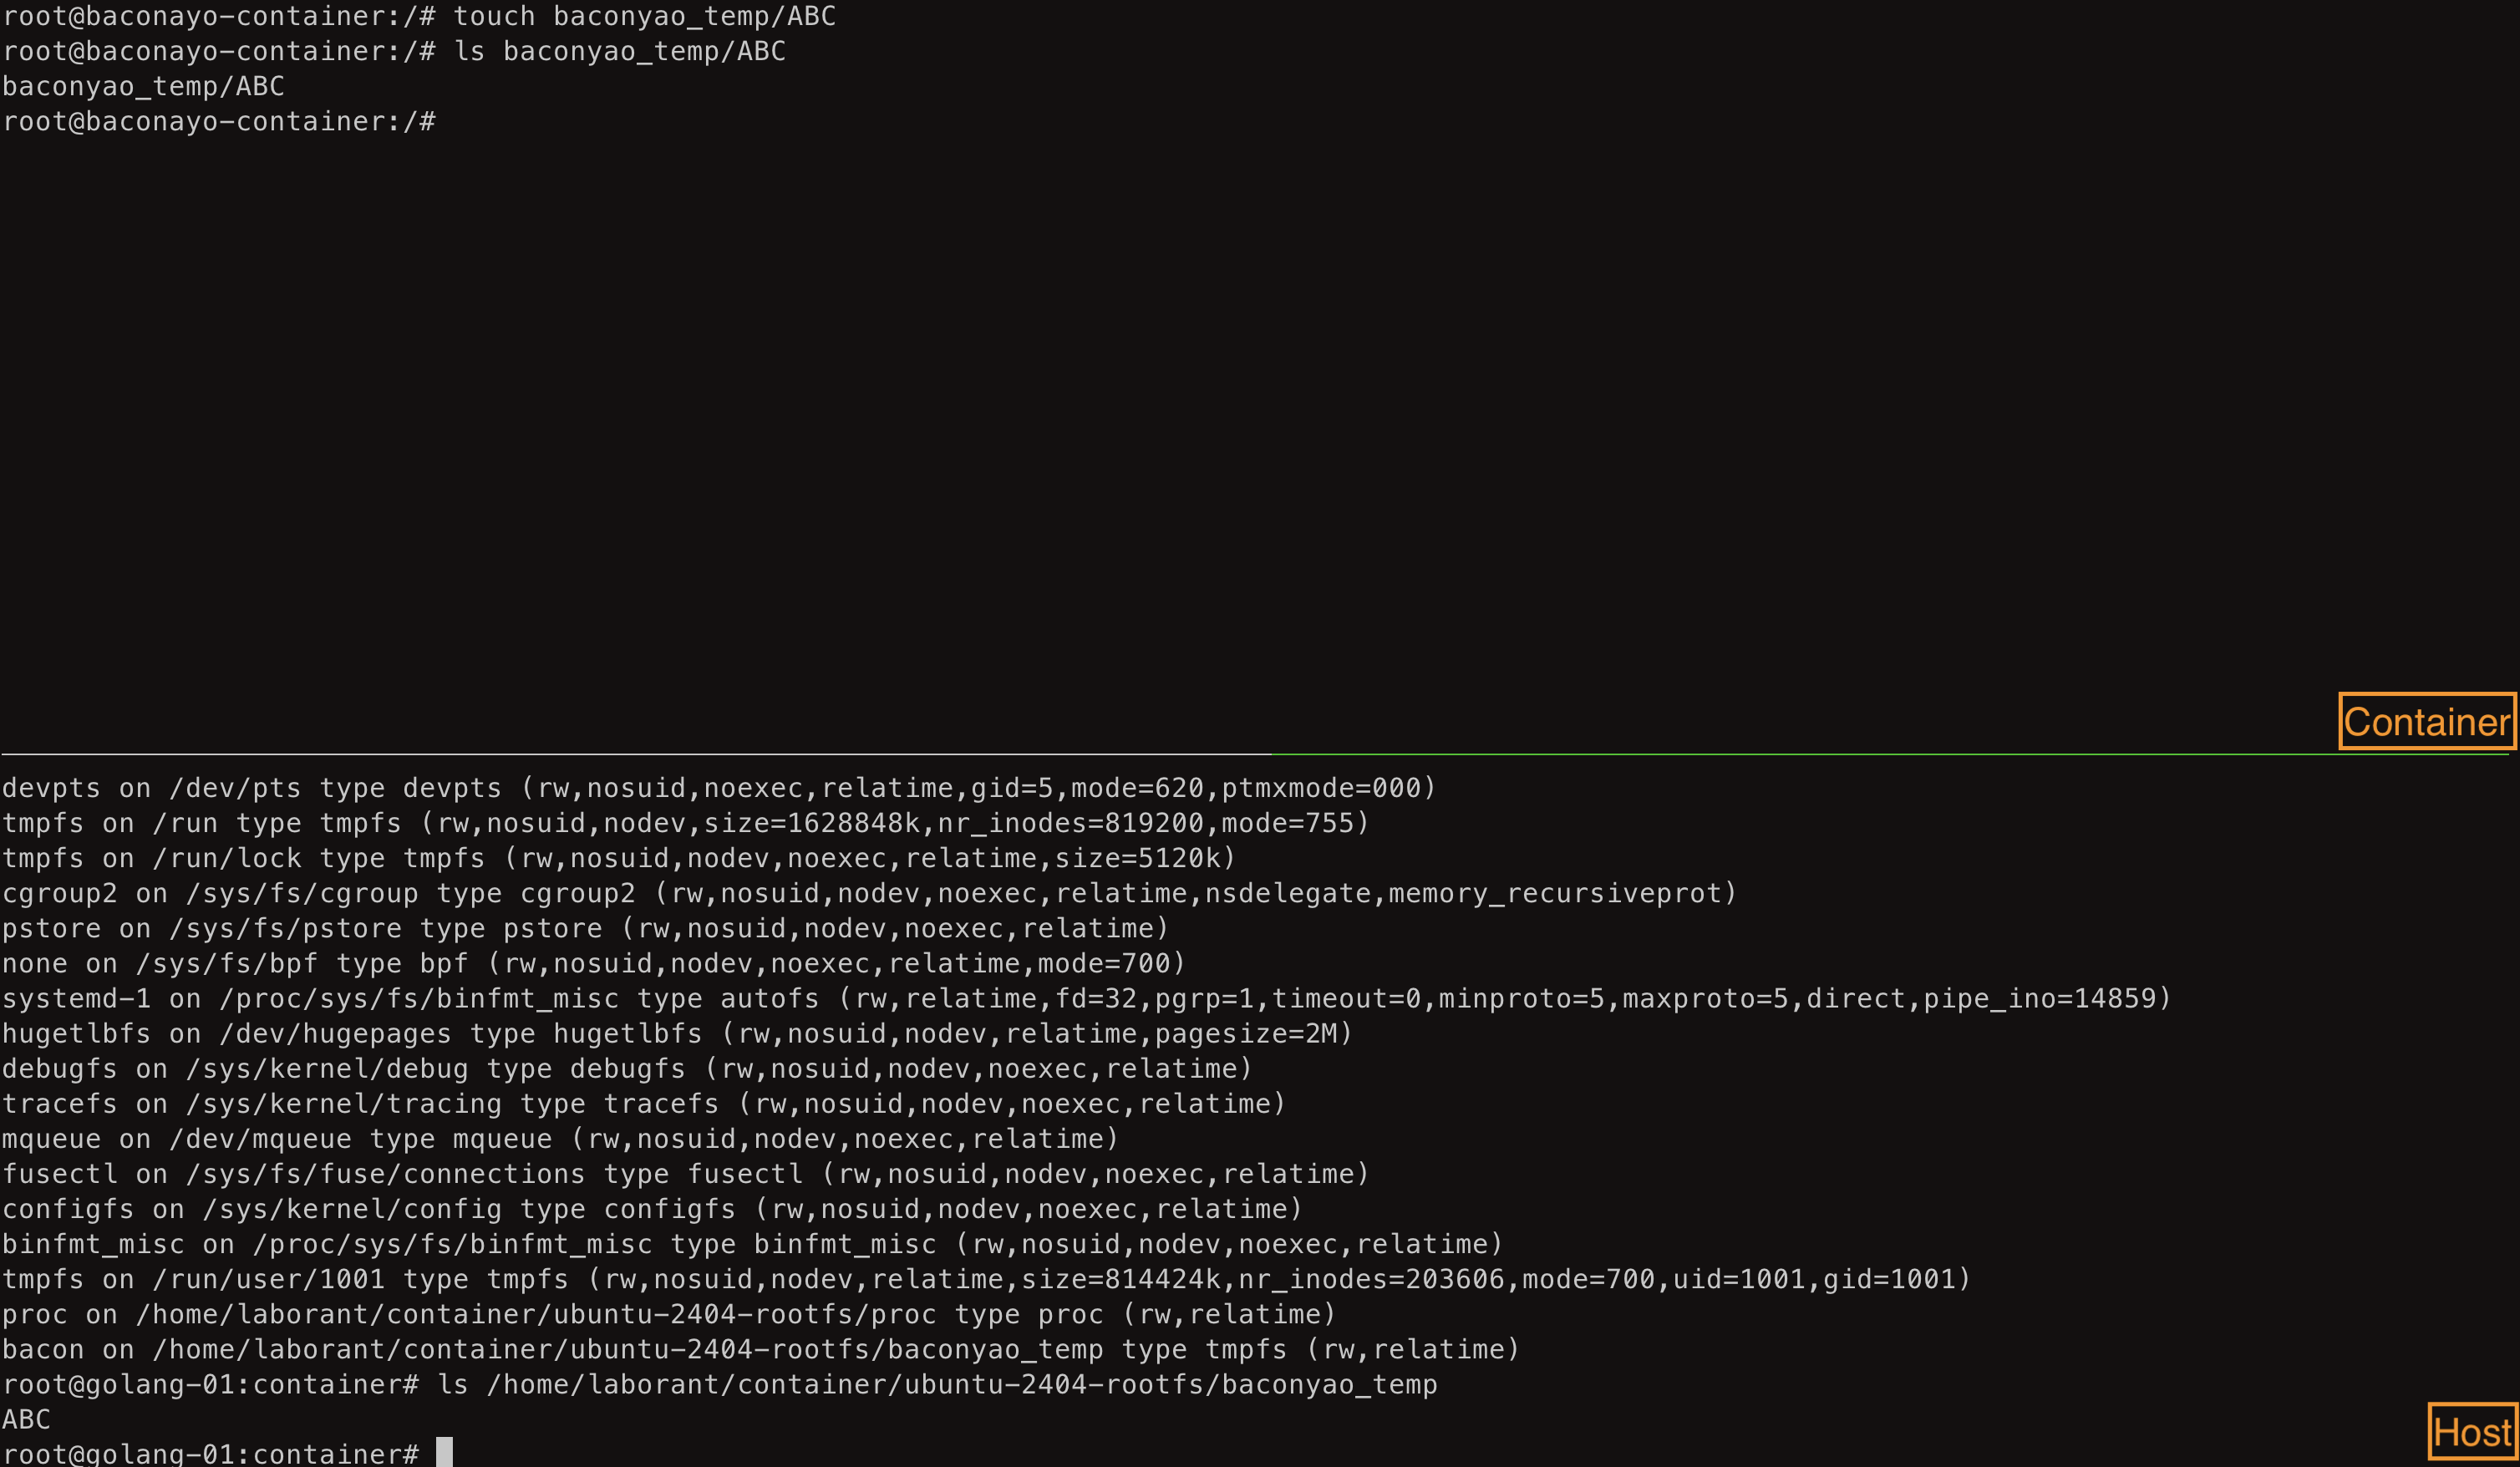 root@baconayo-container:/# touch baconyao_temp/ABC
root@baconayo-container:/# ls baconyao_temp/ABC
baconyao_temp/ABC
root@baconayo-container:/#
Container
devpts on /dev/pts type devpts (rw,nosuid,noexec,relatime,gid=5,mode=620,ptmxmode=000)
tmpfs on /run type tmpfs (rw,nosuid,nodev,size=1628848k,nr_inodes=819200,mode=755)
tmpfs on /run/lock type tmpfs (rw,nosuid,nodev,noexec,relatime,size=5120k)
cgroup2 on /sys/fs/cgroup type cgroup2 (rw,nosuid,nodev,noexec,relatime,nsdelegate,memory_recursiveprot)
pstore on /sys/fs/pstore type pstore (rw,nosuid,nodev,noexec,relatime)
none on /sys/fs/bpf type bpf (rw,nosuid,nodev,noexec,relatime,mode=700)
systemd-1 on /proc/sys/fs/binfmt_misc type autofs (rw,relatime,fd=32,pgrp=1,timeout=0,minproto=5,maxproto=5,direct,pipe_ino=14859)
hugetlbfs on /dev/hugepages type hugetlbfs (rw,nosuid,nodev,relatime,pagesize=2M)
debugfs on /sys/kernel/debug type debugfs (rw,nosuid,nodev,noexec,relatime)
tracefs on /sys/kernel/tracing type tracefs (rw,nosuid,nodev,noexec,relatime)
mqueue on /dev/mqueue type mqueue (rw,nosuid,nodev,noexec,relatime)
fusectl on /sys/fs/fuse/connections type fusectl (rw,nosuid,nodev,noexec,relatime)
configfs on /sys/kernel/config type configfs (rw,nosuid,nodev,noexec,relatime)
binfmt_misc on /proc/sys/fs/binfmt_misc type binfmt_misc (rw,nosuid,nodev,noexec,relatime)
tmpfs on /run/user/1001 type tmpfs (rw,nosuid,nodev,relatime,size=814424k,nr_inodes=203606,mode=700,uid=1001,gid=1001)
proc on /home/laborant/container/ubuntu-2404-rootfs/proc type proc (rw,relatime)
bacon on /home/laborant/container/ubuntu-2404-rootfs/baconyao_temp type tmpfs (rw,relatime)
root@golang-01:container# ls /home/laborant/container/ubuntu-2404-rootfs/baconyao_temp
ABC
root@golang-01:container#
Host